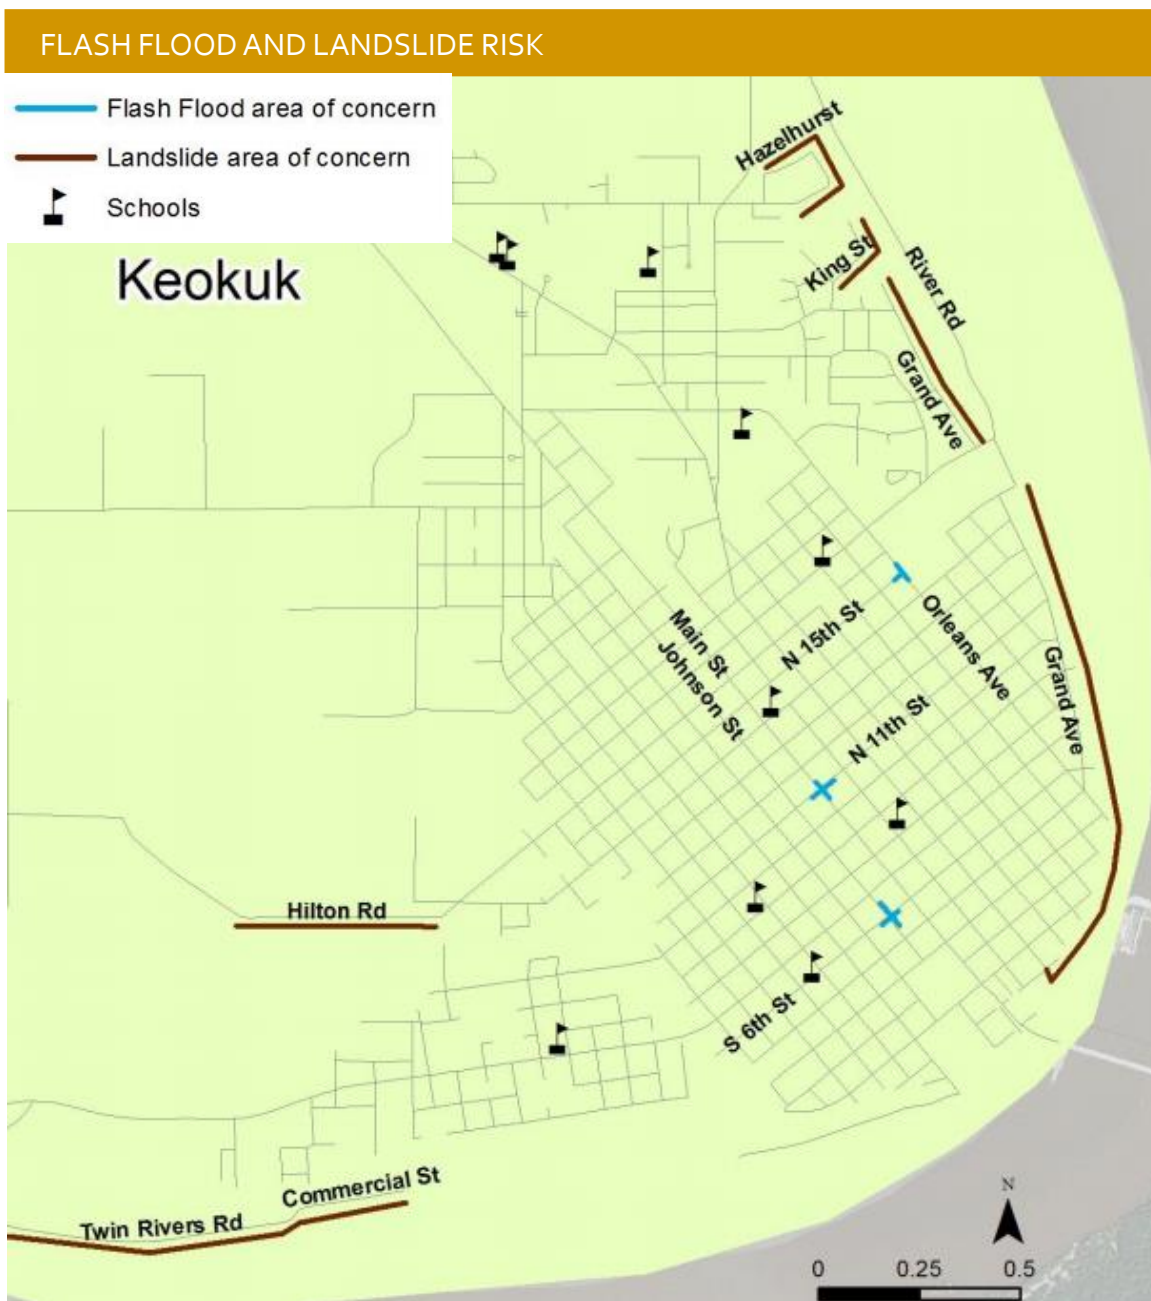 FLASH FLOOD AND LANDSLIDE RISK
Flash Flood area of concern
Landslide area of concern
Schools
Keokuk
Hazelhurst
King St
River Rd
Grand Ave
Main St
Johnson St
N 15th St
Orleans Ave
Grand Ave
N 11th St
Hilton Rd
S 6th St
Commercial St
Twin Rivers Rd
N
0 0.25 0.5